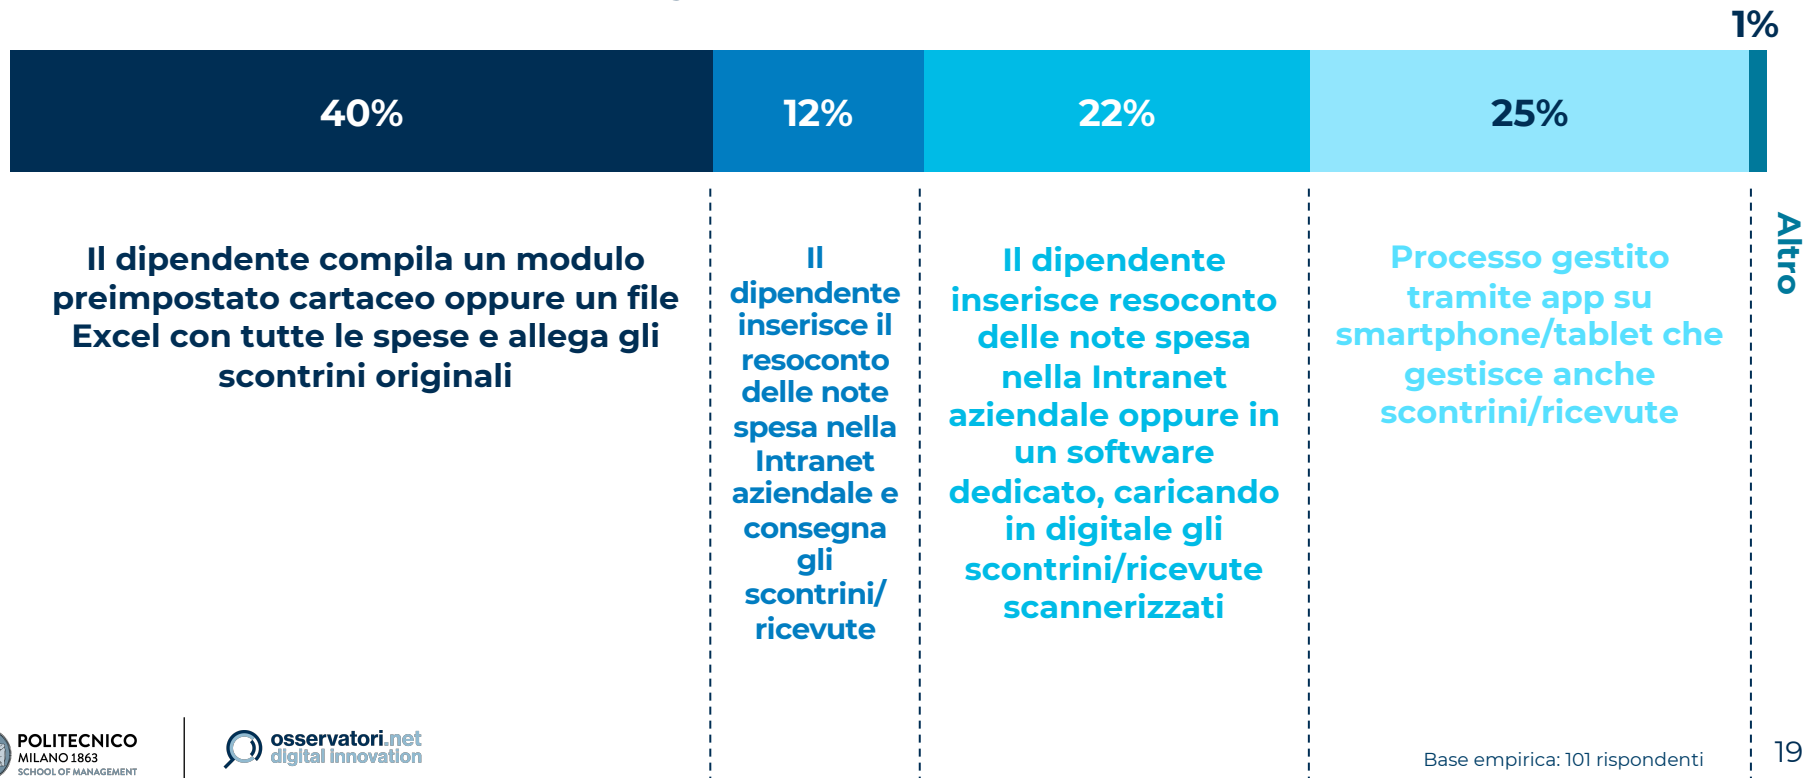 1%
40%
12%
22%
25%
Il dipendente compila un modulo
preimpostato cartaceo oppure un file
Excel con tutte le spese e allega gli
scontrini originali
Il
dipendente
inserisce il
resoconto
delle note
spesa nella
Intranet
aziendale e
consegna
gli
scontrini/
ricevute
Il dipendente
inserisce resoconto
delle note spesa
nella Intranet
aziendale oppure in
un software
dedicato, caricando
in digitale gli
scontrini/ricevute
scannerizzati
Processo gestito
tramite app su
smartphone/tablet che
gestisce anche
scontrini/ricevute
Altro
POLITECNICO
MILANO 1863
SCHOOL OF MANAGEMENT
osservatori.net
digital innovation
Base empirica: 101 rispondenti
19